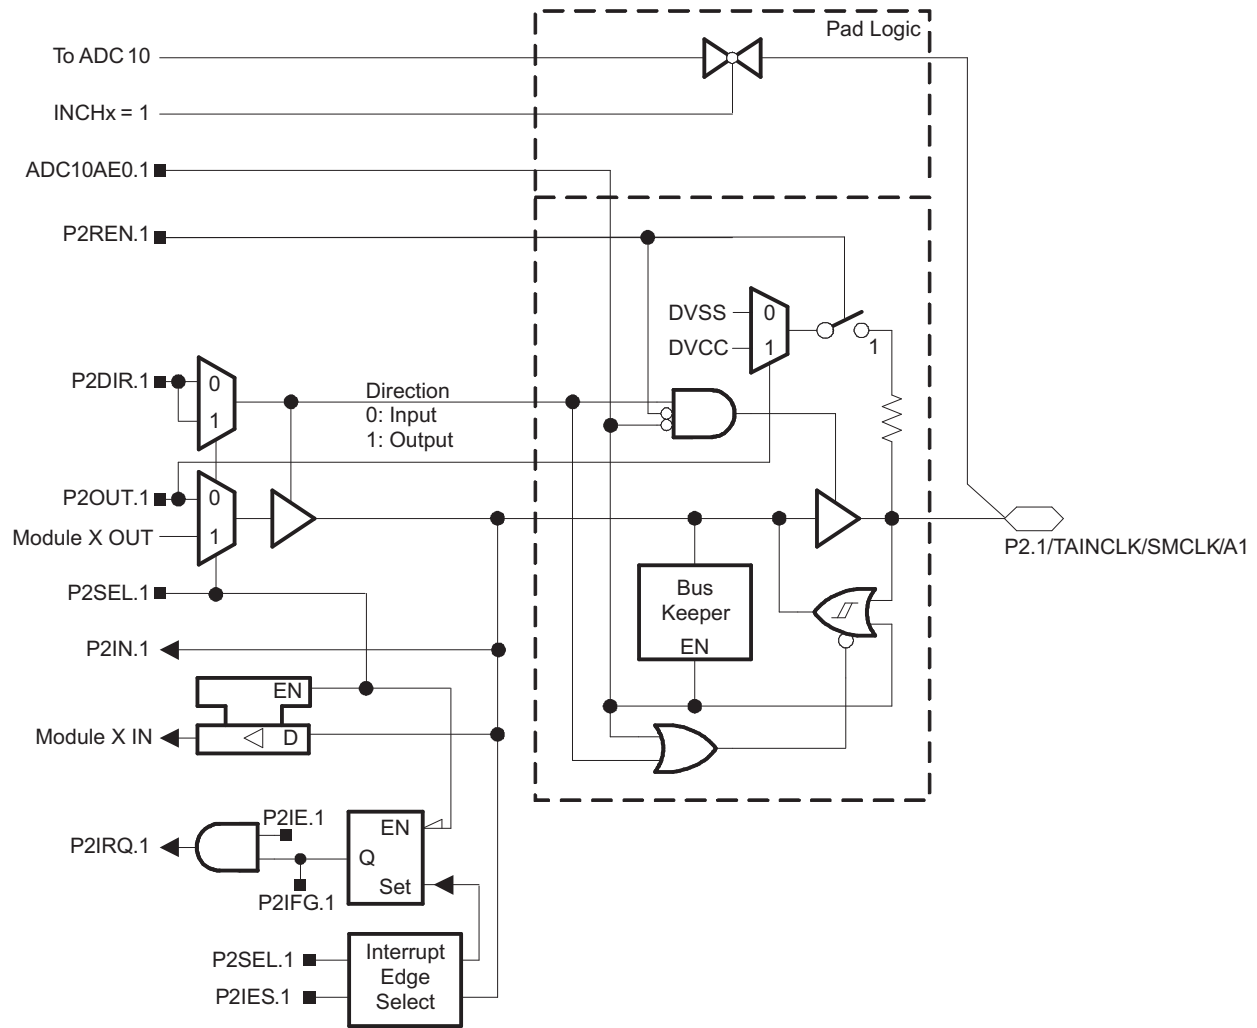 Pad Logic
To ADC 10
INCHx = 1
ADC10AE0.1
P2REN.1
DVSS
0
DVCC
1
1
P2DIR.1
0
1
Direction
0: Input
1: Output
P2OUT.1
0
Module X OUT
1
P2.1/TAINCLK/SMCLK/A1
P2SEL.1
Bus
Keeper
EN
P2IN.1
EN
Module X IN
D
P2IE.1
EN
P2IRQ.1
Q
Set
P2IFG.1
P2SEL.1
P2IES.1
Interrupt
Edge
Select